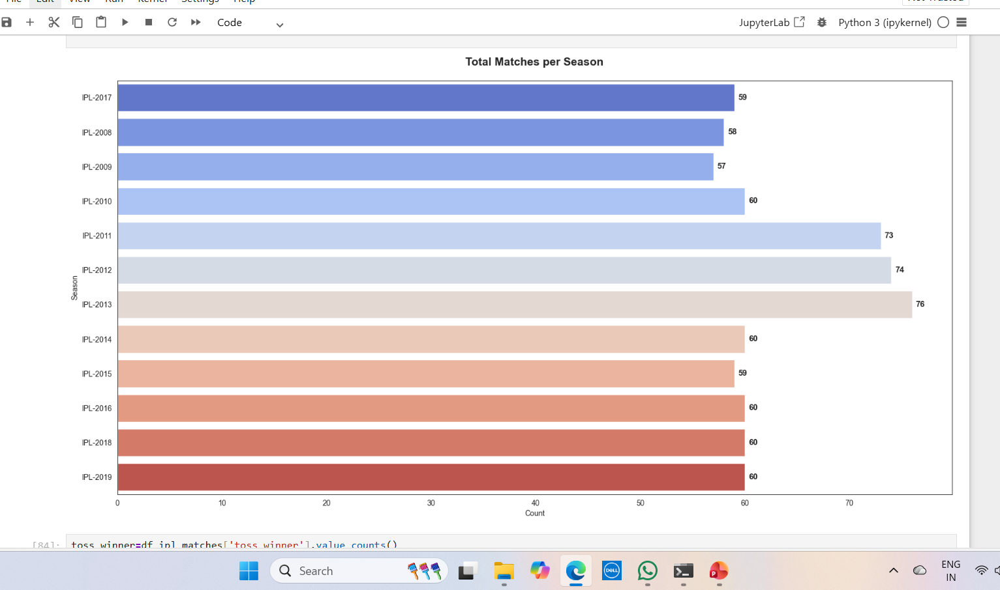 File Edit View Run Kernel Settings Help
Not Trusted
Code
JupyterLab
Python 3 (ipykernel)
Total Matches per Season
IPL-2017 59
IPL-2008 58
IPL-2009 57
IPL-2010 60
IPL-2011 73
IPL-2012 74
Season
IPL-2013 76
IPL-2014 60
IPL-2015 59
IPL-2016 60
IPL-2018 60
IPL-2019 60
0 10 20 30 40 50 60 70
Count
[84]: toss_winner=df_ipl_matches['toss_winner'].value_counts()
Search
DELL
P
ENG
IN